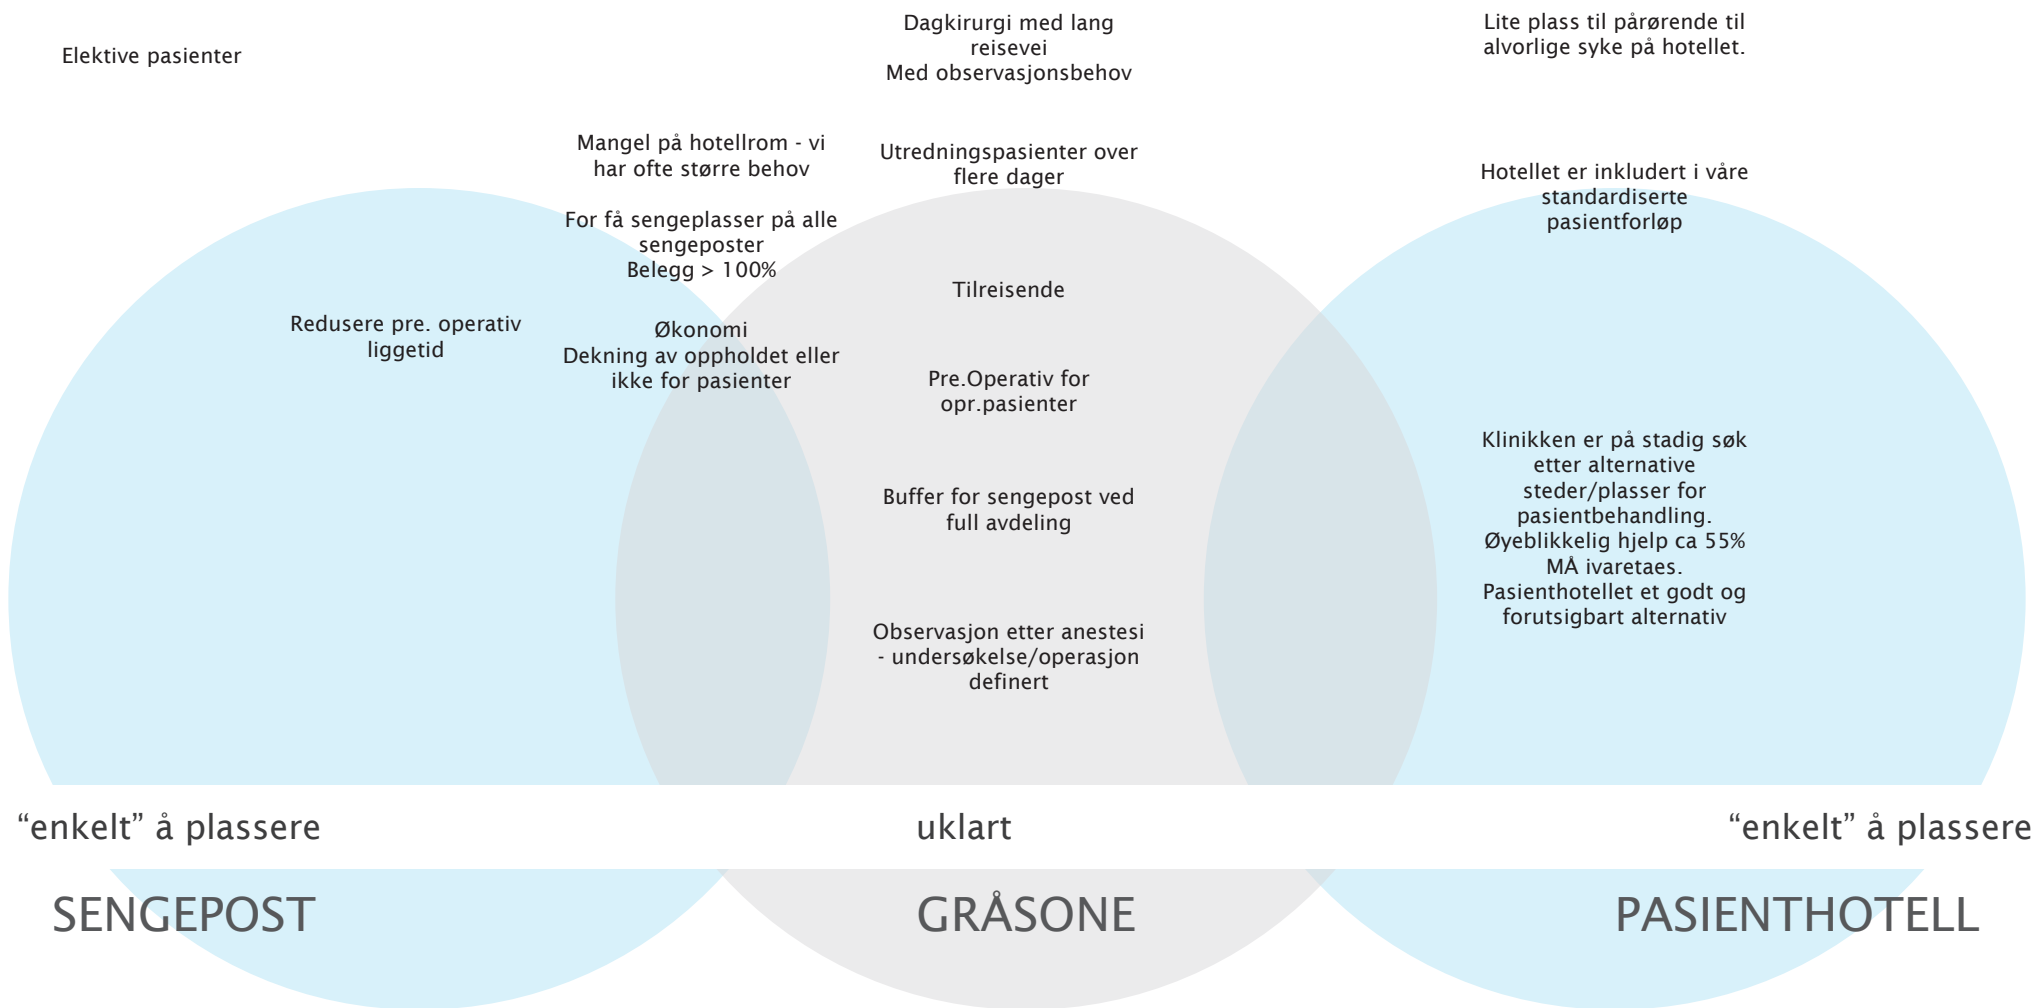 Elektive pasienter
Redusere pre. operativ
liggetid
Mangel på hotellrom - vi
har ofte større behov
For få sengeplasser på alle
sengeposter
Belegg > 100%
Økonomi
Dekning av oppholdet eller
ikke for pasienter
Dagkirurgi med lang
reisevei
Med observasjonsbehov
Utredningspasienter over
flere dager
Tilreisende
Pre.Operativ for
opr.pasienter
Buffer for sengepost ved
full avdeling
Observasjon etter anestesi
- undersøkelse/operasjon
definert
Lite plass til pårørende til
alvorlige syke på hotellet.
Hotellet er inkludert i våre
standardiserte
pasientforløp
Klinikken er på stadig søk
etter alternative
steder/plasser for
pasientbehandling.
Øyeblikkelig hjelp ca 55%
MÅ ivaretaes.
Pasienthotellet et godt og
forutsigbart alternativ
“enkelt” å plassere
uklart
“enkelt” å plassere
SENGEPOST
GRÅSONE
PASIENTHOTELL